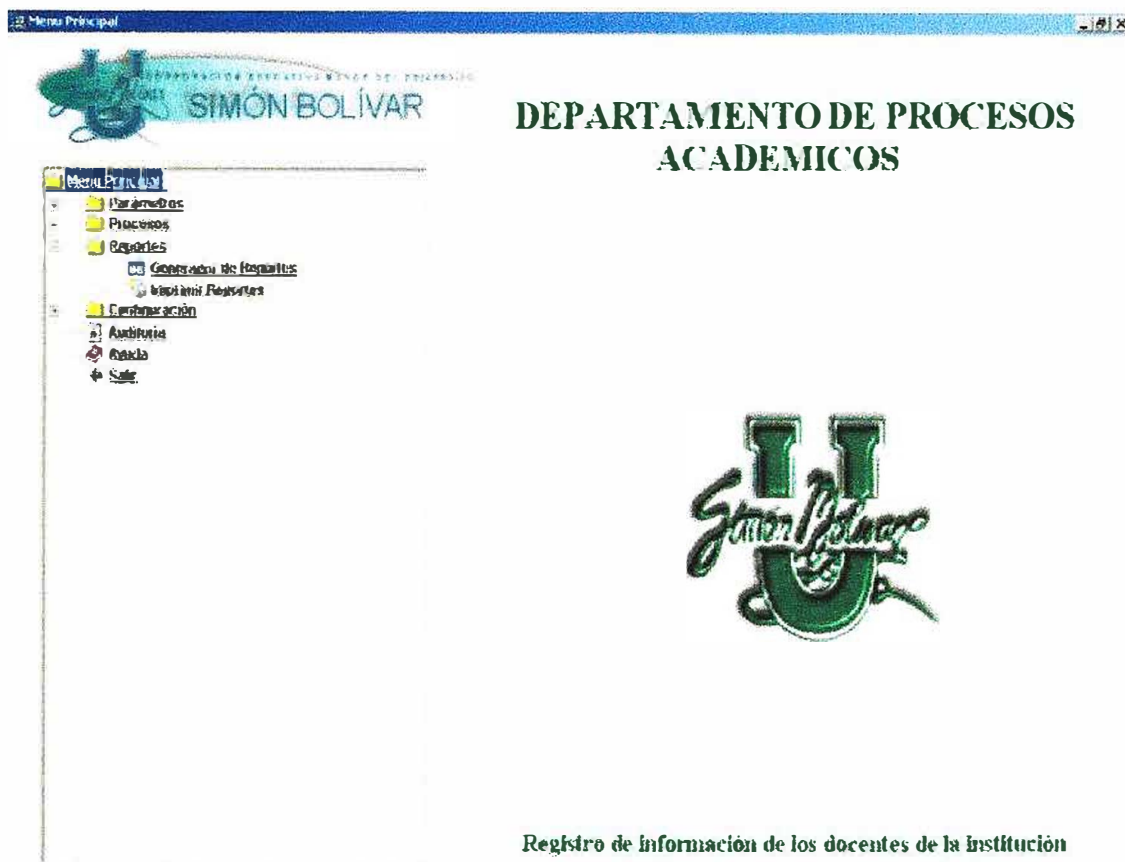 Menu Principal
SIMÓN BOLÍVAR
DEPARTAMENTO DE PROCESOS
ACADEMICOS
Menu Principal
Parámetros
Procesos
Reportes
Generador de Reportes
Imprimir Reportes
Configuración
Auditoria
Ayuda
Salir
Simón Bolívar
Registro de información de los docentes de la institución